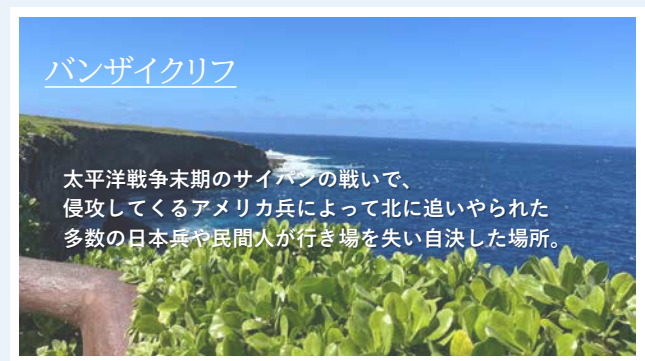 バンザイクリフ
太平洋戦争末期のサイパンの戦いで、
侵攻してくるアメリカ兵によって北に追いやられた
多数の日本兵や民間人が行き場を失い自決した場所。